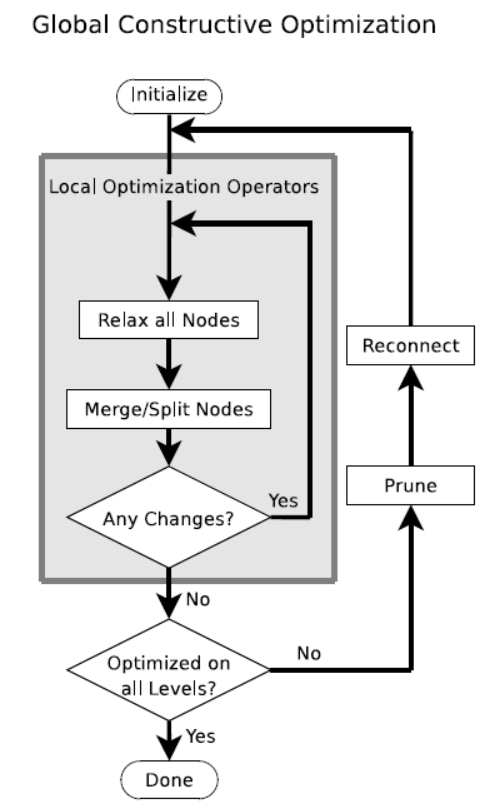 Global Constructive Optimization
Initialize
Local Optimization Operators
Relax all Nodes
Merge/Split Nodes
Any Changes?
Yes
No
Optimized on
all Levels?
No
Yes
Done
Prune
Reconnect